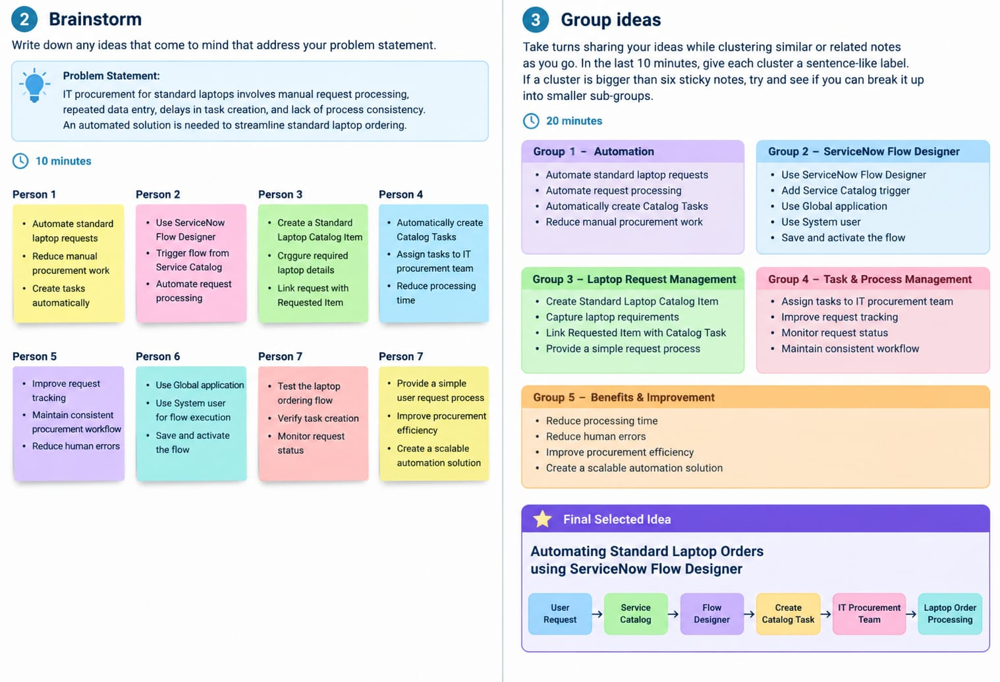 2 Brainstorm
Write down any ideas that come to mind that address your problem statement.
Problem Statement:
IT procurement for standard laptops involves manual request processing,
repeated data entry, delays in task creation, and lack of process consistency.
An automated solution is needed to streamline standard laptop ordering.
10 minutes
Person 1
• Automate standard
laptop requests
• Reduce manual
procurement work
• Create tasks
automatically
Person 2
• Use ServiceNow
Flow Designer
• Trigger flow from
Service Catalog
• Automate request
processing
Person 3
• Create a Standard
Laptop Catalog Item
• Crggure required
laptop details
• Link request with
Requested Item
Person 4
• Automatically create
Catalog Tasks
• Assign tasks to IT
procurement team
• Reduce processing
time
Person 5
• Improve request
tracking
• Maintain consistent
procurement workflow
• Reduce human errors
Person 6
• Use Global application
• Use System user
for flow execution
• Save and activate
the flow
Person 7
• Test the laptop
ordering flow
• Verify task creation
• Monitor request
status
Person 7
• Provide a simple
user request process
• Improve procurement
efficiency
• Create a scalable
automation solution
3 Group ideas
Take turns sharing your ideas while clustering similar or related notes
as you go. In the last 10 minutes, give each cluster a sentence-like label.
If a cluster is bigger than six sticky notes, try and see if you can break it up
into smaller sub-groups.
20 minutes
Group 1 – Automation
• Automate standard laptop requests
• Automate request processing
• Automatically create Catalog Tasks
• Reduce manual procurement work
Group 2 – ServiceNow Flow Designer
• Use ServiceNow Flow Designer
• Add Service Catalog trigger
• Use Global application
• Use System user
• Save and activate the flow
Group 3 – Laptop Request Management
• Create Standard Laptop Catalog Item
• Capture laptop requirements
• Link Requested Item with Catalog Task
• Provide a simple request process
Group 4 – Task & Process Management
• Assign tasks to IT procurement team
• Improve request tracking
• Monitor request status
• Maintain consistent workflow
Group 5 – Benefits & Improvement
• Reduce processing time
• Reduce human errors
• Improve procurement efficiency
• Create a scalable automation solution
Final Selected Idea
Automating Standard Laptop Orders
using ServiceNow Flow Designer
User
Request
Service
Catalog
Flow
Designer
Create
Catalog Task
IT Procurement
Team
Laptop Order
Processing